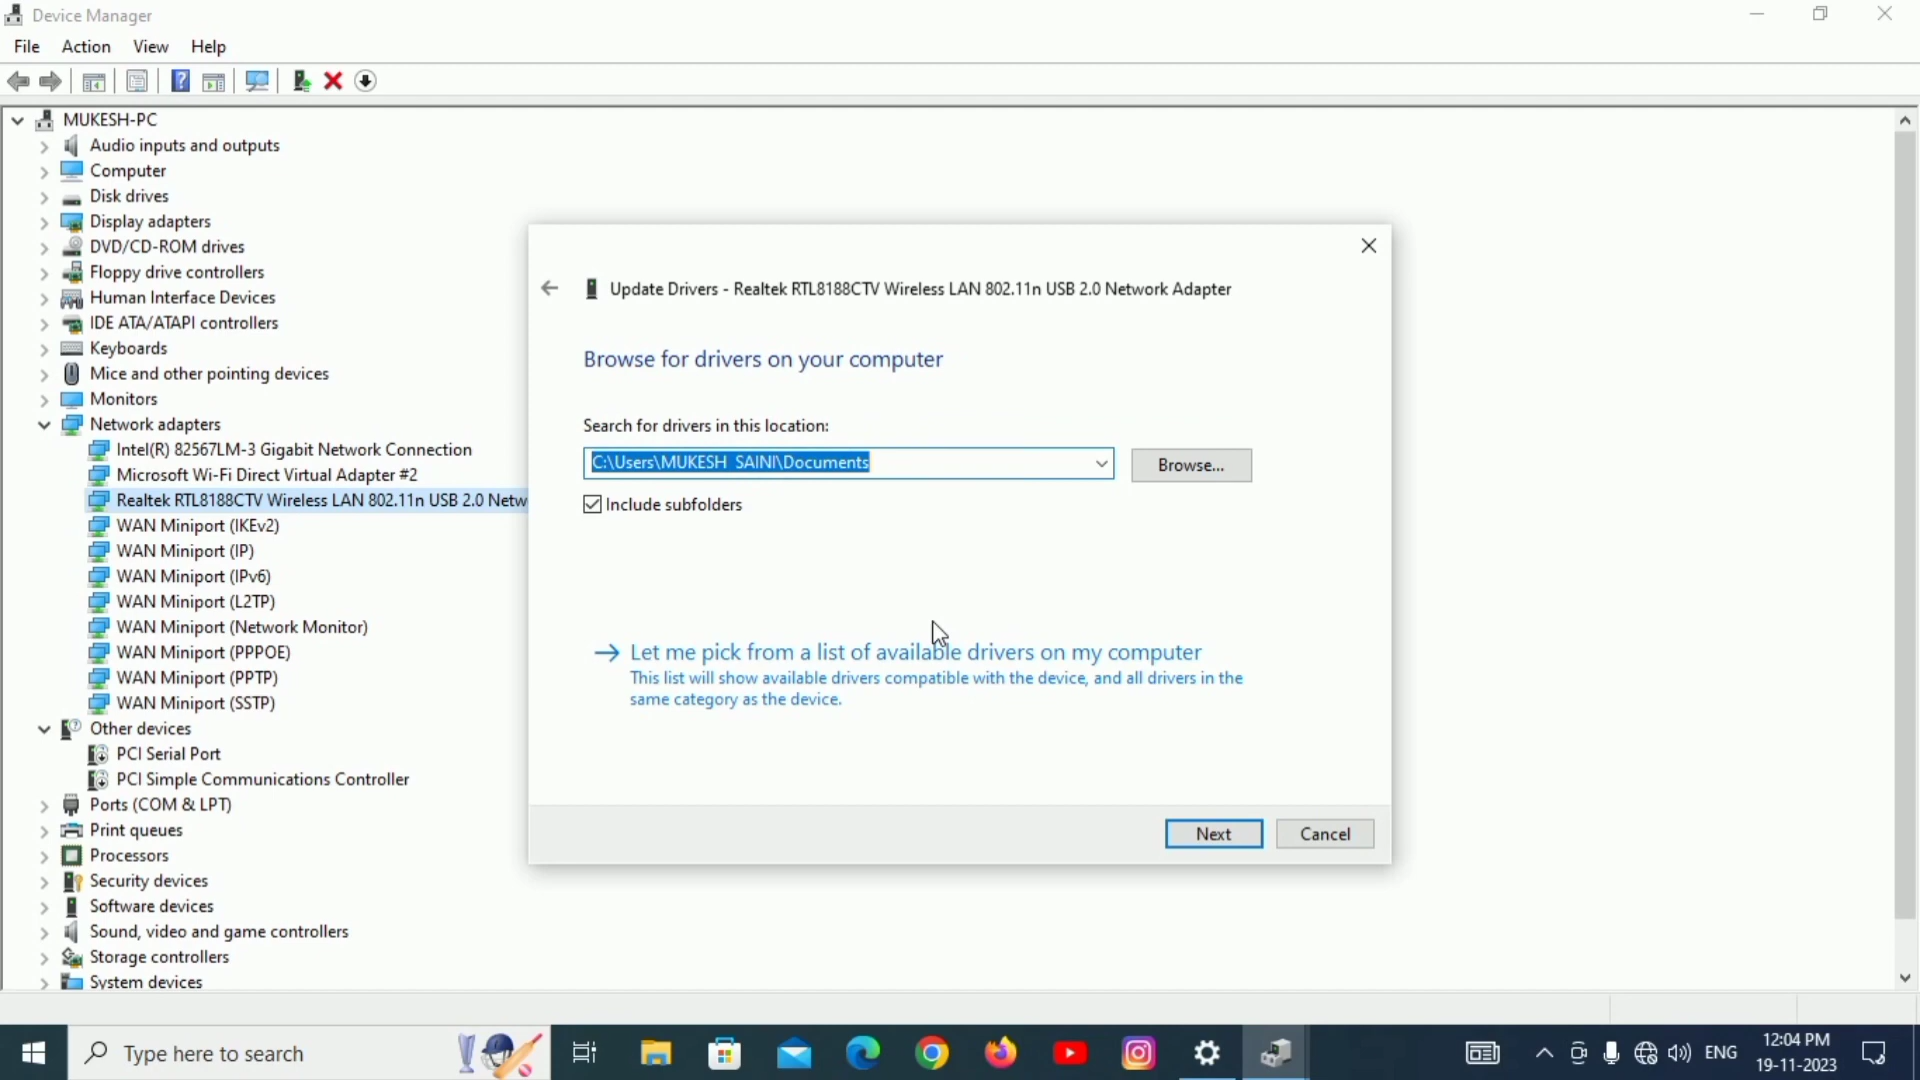 Device Manager
File Action View Help
MUKESH-PC
Audio inputs and outputs
Computer
Disk drives
Display adapters
DVD/CD-ROM drives
Floppy drive controllers
Human Interface Devices
IDE ATA/ATAPI controllers
Keyboards
Mice and other pointing devices
Monitors
Network adapters
Intel(R) 82567LM-3 Gigabit Network Connection
Microsoft Wi-Fi Direct Virtual Adapter #2
Realtek RTL8188CTV Wireless LAN 802.11n USB 2.0 Netw
WAN Miniport (IKEv2)
WAN Miniport (IP)
WAN Miniport (IPv6)
WAN Miniport (L2TP)
WAN Miniport (Network Monitor)
WAN Miniport (PPPOE)
WAN Miniport (PPTP)
WAN Miniport (SSTP)
Other devices
PCI Serial Port
PCI Simple Communications Controller
Ports (COM & LPT)
Print queues
Processors
Security devices
Software devices
Sound, video and game controllers
Storage controllers
System devices
Update Drivers - Realtek RTL8188CTV Wireless LAN 802.11n USB 2.0 Network Adapter
Browse for drivers on your computer
Search for drivers in this location:
C:\Users\MUKESH SAINI\Documents
Browse...
Include subfolders
Let me pick from a list of available drivers on my computer
This list will show available drivers compatible with the device, and all drivers in the
same category as the device.
Next Cancel
Type here to search
ENG
12:04 PM
19-11-2023